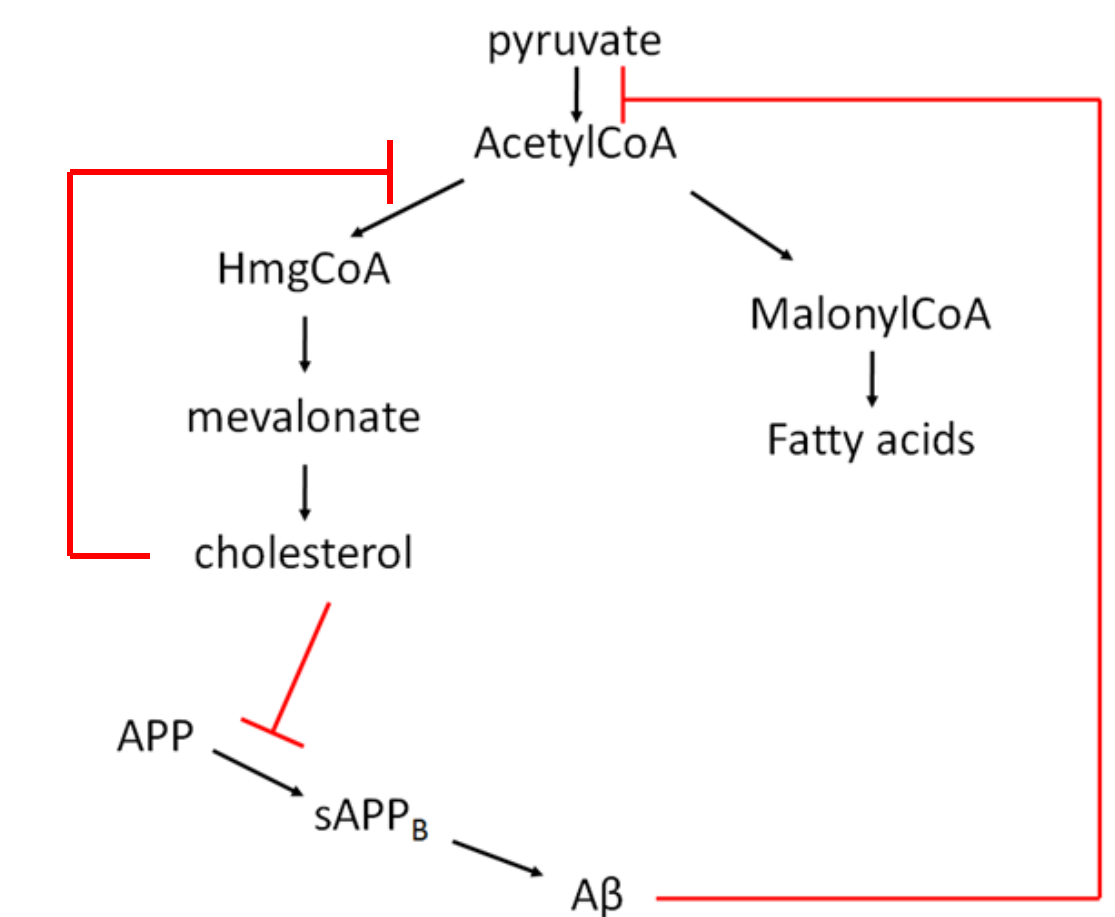 pyruvate
AcetylCoA
HmgCoA
MalonylCoA
mevalonate
Fatty acids
cholesterol
APP
sAPPB
Aβ